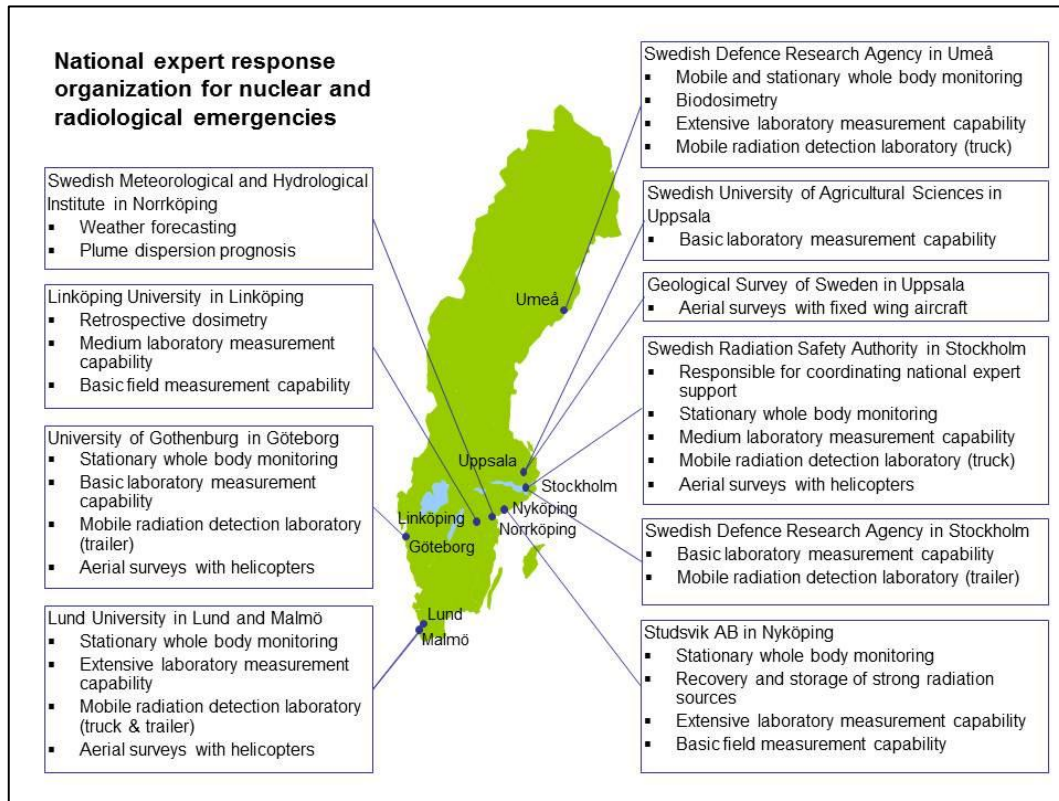 National expert response
organization for nuclear and
radiological emergencies
Swedish Meteorological and Hydrological
Institute in Norrköping
▪ Weather forecasting
▪ Plume dispersion prognosis
Linköping University in Linköping
▪ Retrospective dosimetry
▪ Medium laboratory measurement
capability
▪ Basic field measurement capability
University of Gothenburg in Göteborg
▪ Stationary whole body monitoring
▪ Basic laboratory measurement
capability
▪ Mobile radiation detection laboratory
(trailer)
▪ Aerial surveys with helicopters
Lund University in Lund and Malmö
▪ Stationary whole body monitoring
▪ Extensive laboratory measurement
capability
▪ Mobile radiation detection laboratory
(truck & trailer)
▪ Aerial surveys with helicopters
Umeå
Uppsala
Stockholm
Nyköping
Linköping
Norrköping
Göteborg
Lund
Malmö
Swedish Defence Research Agency in Umeå
▪ Mobile and stationary whole body monitoring
▪ Biodosimetry
▪ Extensive laboratory measurement capability
▪ Mobile radiation detection laboratory (truck)
Swedish University of Agricultural Sciences in
Uppsala
▪ Basic laboratory measurement capability
Geological Survey of Sweden in Uppsala
▪ Aerial surveys with fixed wing aircraft
Swedish Radiation Safety Authority in Stockholm
▪ Responsible for coordinating national expert
support
▪ Stationary whole body monitoring
▪ Medium laboratory measurement capability
▪ Mobile radiation detection laboratory (truck)
▪ Aerial surveys with helicopters
Swedish Defence Research Agency in Stockholm
▪ Basic laboratory measurement capability
▪ Mobile radiation detection laboratory (trailer)
Studsvik AB in Nyköping
▪ Stationary whole body monitoring
▪ Recovery and storage of strong radiation
sources
▪ Extensive laboratory measurement capability
▪ Basic field measurement capability